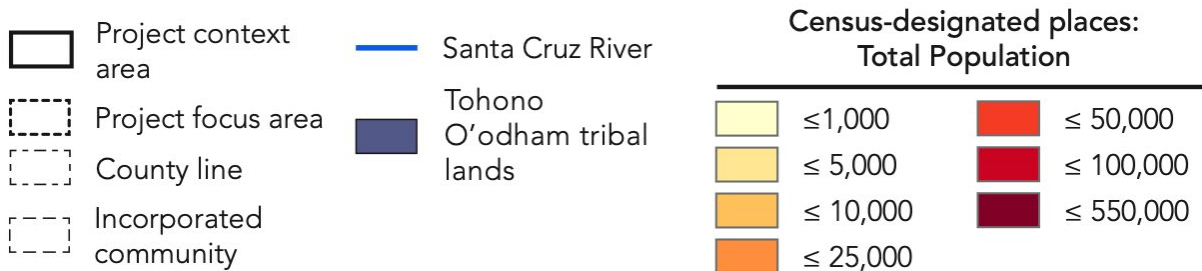 Project context
area
Project focus area
County line
Incorporated
community
Santa Cruz River
Tohono
O'odham tribal
lands
Census-designated places:
Total Population
≤1,000
≤ 5,000
≤ 10,000
≤ 25,000
≤ 50,000
≤ 100,000
≤ 550,000